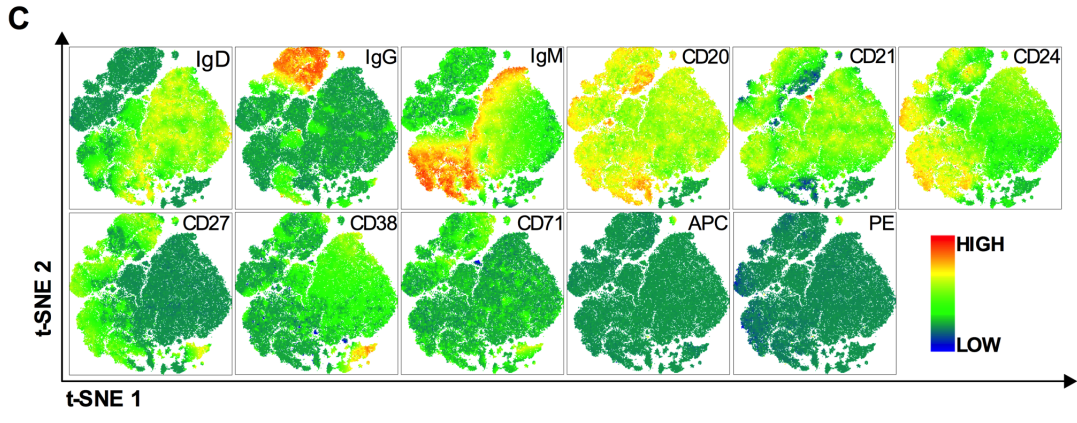 C
IgD
IgG
IgM
CD20
CD21
CD24
CD27
CD38
CD71
APC
PE
HIGH
LOW
t-SNE 2
t-SNE 1